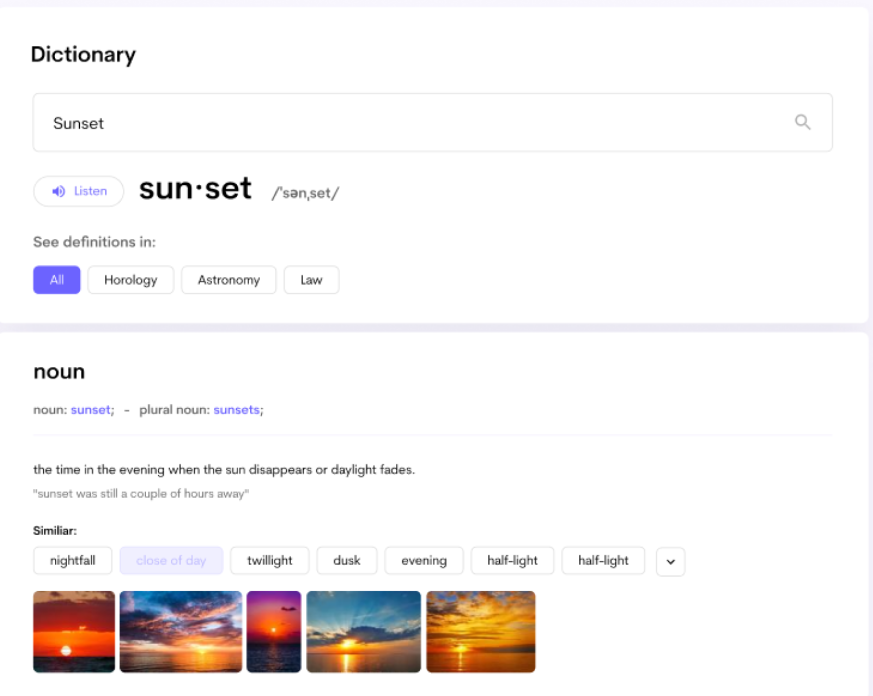 Dictionary
Sunset
Listen sun·set /ˈsənˌset/
See definitions in:
All Horology Astronomy Law
noun
noun: sunset; - plural noun: sunsets;
the time in the evening when the sun disappears or daylight fades.
"sunset was still a couple of hours away"
Similiar:
nightfall close of day twillight dusk evening half-light half-light